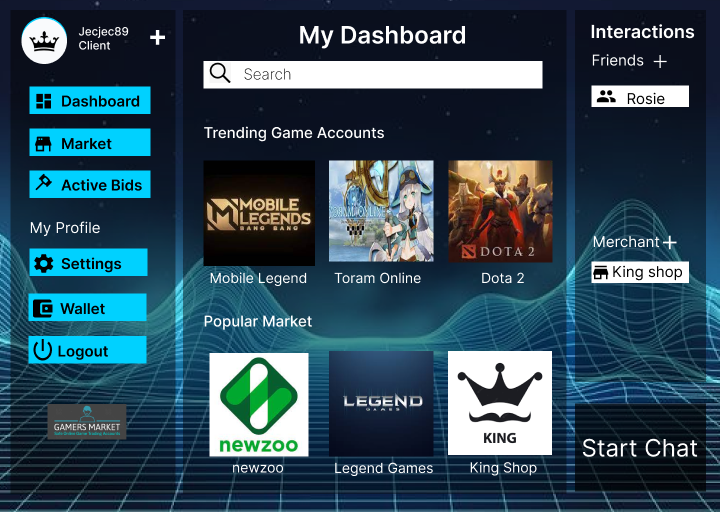 Jecjec89
Client
Dashboard
Market
Active Bids
My Profile
Settings
Wallet
Logout
GAMERS MARKET
My Dashboard
Search
Trending Game Accounts
MOBILE
LEGENDS
BANG BANG
TORAM ONLINE
DOTA 2
Mobile Legend
Toram Online
Dota 2
Popular Market
newzoo
LEGEND
GAMES
KING
newzoo
Legend Games
King Shop
Interactions
Friends
Rosie
Merchant
King shop
Start Chat